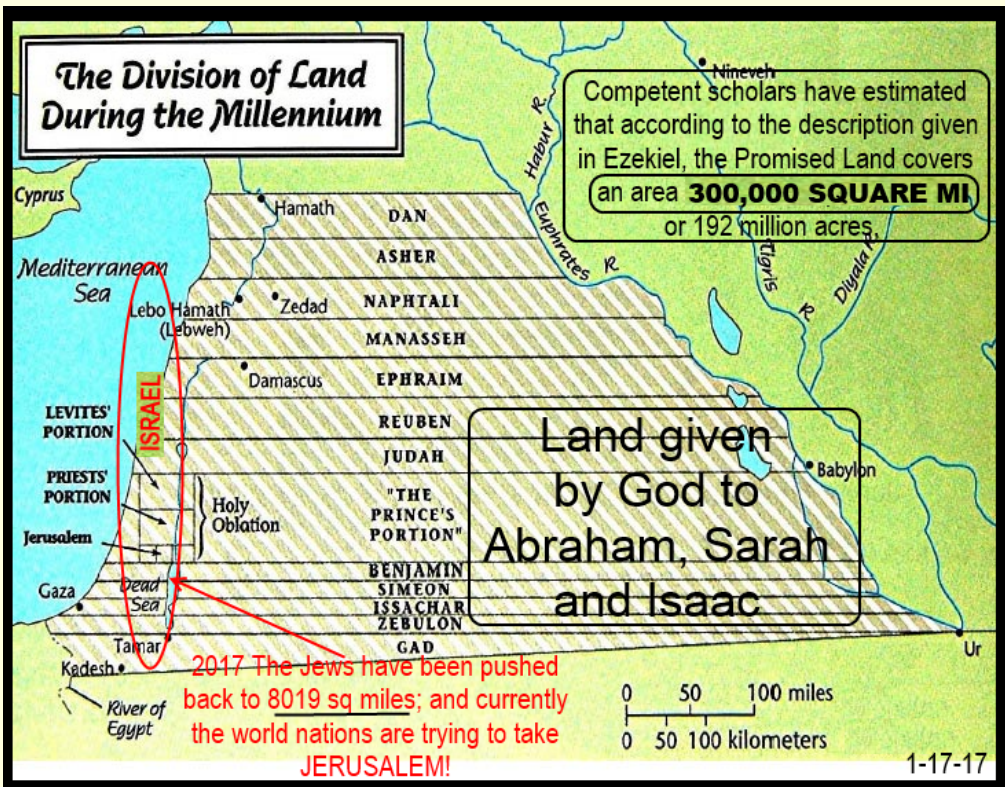 The Division of Land
During the Millennium
Nineveh
Competent scholars have estimated
that according to the description given
in Ezekiel, the Promised Land covers
an area 300,000 SQUARE MI
or 192 million acres,
Habur R.
Euphrates R.
Tigris R.
Diyala R.
Cyprus
Mediterranean
Sea
Hamath
DAN
ASHER
Lebo Hamath
(Lebweh)
Zedad
NAPHTALI
MANASSEH
Damascus
EPHRAIM
ISRAEL
LEVITES'
PORTION
REUBEN
JUDAH
PRIESTS'
PORTION
Holy
Oblation
"THE
PRINCE'S
PORTION"
Jerusalem
Land given
by God to
Abraham, Sarah
and Isaac
Babylon
BENJAMIN
SIMEON
ISSACHAR
ZEBULON
GAD
Gaza
Dead
Sea
Tamar
Kadesh
Ur
River of
Egypt
2017 The Jews have been pushed
back to 8019 sq miles; and currently
the world nations are trying to take
JERUSALEM!
0 50 100 miles
0 50 100 kilometers
1-17-17